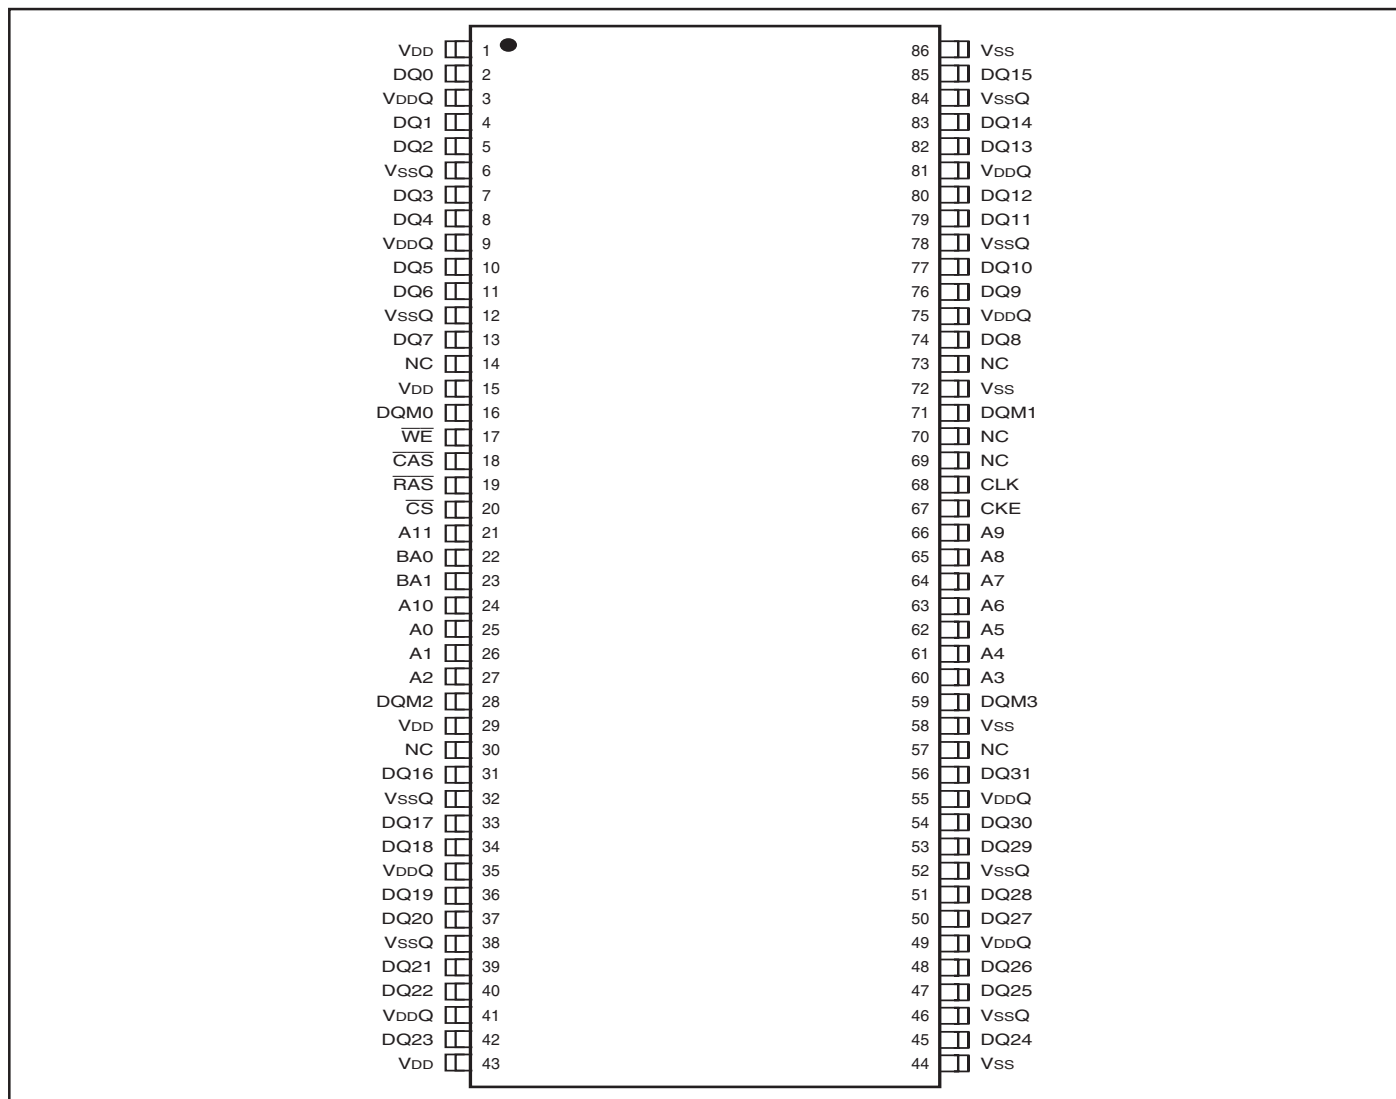 VDD 1 86 VSS
DQ0 2 85 DQ15
VDDQ 3 84 VSSQ
DQ1 4 83 DQ14
DQ2 5 82 DQ13
VSSQ 6 81 VDDQ
DQ3 7 80 DQ12
DQ4 8 79 DQ11
VDDQ 9 78 VSSQ
DQ5 10 77 DQ10
DQ6 11 76 DQ9
VSSQ 12 75 VDDQ
DQ7 13 74 DQ8
NC 14 73 NC
VDD 15 72 VSS
DQM0 16 71 DQM1
W̅E̅ 17 70 NC
C̅A̅S̅ 18 69 NC
R̅A̅S̅ 19 68 CLK
C̅S̅ 20 67 CKE
A11 21 66 A9
BA0 22 65 A8
BA1 23 64 A7
A10 24 63 A6
A0 25 62 A5
A1 26 61 A4
A2 27 60 A3
DQM2 28 59 DQM3
VDD 29 58 VSS
NC 30 57 NC
DQ16 31 56 DQ31
VSSQ 32 55 VDDQ
DQ17 33 54 DQ30
DQ18 34 53 DQ29
VDDQ 35 52 VSSQ
DQ19 36 51 DQ28
DQ20 37 50 DQ27
VSSQ 38 49 VDDQ
DQ21 39 48 DQ26
DQ22 40 47 DQ25
VDDQ 41 46 VSSQ
DQ23 42 45 DQ24
VDD 43 44 VSS